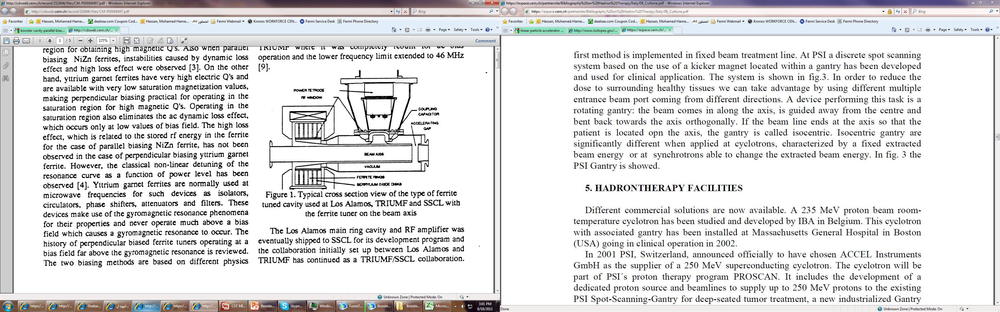 http://cdsweb.cern.ch/record/252696/files/CM-P00068497.pdf - Windows Internet Explorer
http://cdsweb.cern.ch/record/252696/files/CM-P00068497.pdf
Bing
Favorites
Hassan, Mohamed Hame...
dealsea.com Coupon Cod...
Hassan, Mohamed Hame...
Fermi Webmail
Kronos WORKFORCE CEN...
Fermi Service Desk
Fermi Phone Directory
booster cavity parallel bias...
http://cdsweb.cern.ch/...
Page
Safety
Tools
1 / 5
177%
Comment
region for obtaining high magnetic Q's. Also when parallel
biasing NiZn ferrites, instabilities caused by dynamic loss
effect and high loss effect were observed [3]. On the other
hand, yttrium garnet ferrites have very high electric Q's and
are available with very low saturation magnetization values,
making perpendicular biasing practical for operating in the
saturation region for high magnetic Q's. Operating in the
saturation region also eliminates the ac dynamic loss effect,
which occurs only at low values of bias field. The high loss
effect, which is related to the stored rf energy in the ferrite
for the case of parallel biasing NiZn ferrite, has not been
observed in the case of perpendicular biasing yttrium garnet
ferrite. However, the classical non-linear detuning of the
resonance curve as a function of power level has been
observed [4]. Yttrium garnet ferrites are normally used at
microwave frequencies for such devices as isolators,
circulators, phase shifters, attenuators and filters. These
devices make use of the gyromagnetic resonance phenomena
for their properties and never operate much above a bias
field which causes a gyromagnetic resonance to occur. The
history of perpendicular biased ferrite tuners operating at a
bias field far above the gyromagnetic resonance is reviewed.
The two biasing methods are based on different physics
TRIUMF where it was completely rebuilt for ac bias
operation and the lower frequency limit extended to 46 MHz
[9].
POWER TETRODE
RF WINDOW
COUPLING
CAPACITOR
ACCELERATING
GAP
BEAM AXIS
VACUUM
FERRITE RINGS
BERRYLIUM OXIDE DISKS
Figure 1. Typical cross section view of the type of ferrite
tuned cavity used at Los Alamos, TRIUMF and SSCL with
the ferrite tuner on the beam axis
The Los Alamos main ring cavity and RF amplifier was
eventually shipped to SSCL for its development program and
the collaboration initially set up between Los Alamos and
TRIUMF has continued as a TRIUMF/SSCL collaboration.
Unknown Zone | Protected Mode: On
https:/...
http://...
Dealse...
اليوم ال...
http://...
https:/...
http://...
CST MI...
Booste...
Skype...
Windo...
Tuner2...
Booste...
Booste...
Micros...
3:01 PM
8/18/2011
https://espace.cern.ch/partnersite/Bibliography%20on%20Hadron%20Therapy/Italy/08_Cuttone.pdf - Windows Internet Explorer
https://espace.cern.ch/partnersite/Bibliography%20on%20Hadron%20Therapy/Italy/08_Cuttone.pdf
Bing
Favorites
Hassan, Mohamed Hame...
dealsea.com Coupon Cod...
Hassan, Mohamed Hame...
Fermi Webmail
Kronos WORKFORCE CEN...
Fermi Service Desk
Fermi Phone Directory
linear particle accelerator ...
http://www.isotopes.gov/...
https://espace.cern.ch/...
Page
Safety
Tools
first method is implemented in fixed beam treatment line. At PSI a discrete spot scanning
system based on the use of a kicker magnet located within a gantry has been developed
and used for clinical application. The system is shown in fig.3. In order to reduce the
dose to surrounding healthy tissues we can take advantage by using different multiple
entrance beam port coming from different directions. A device performing this task is a
rotating gantry: the beam comes in along the axis, is guided away from the centre and
bent back towards the axis orthogonally. If the beam line ends at the axis so that the
patient is located opn the axis, the gantry is called isocentric. Isocentric gantry are
significantly different when applied at cyclotrons, characterized by a fixed extracted
beam energy or at synchrotrons able to change the extracted beam energy. In fig. 3 the
PSI Gantry is showed.
5. HADRONTHERAPY FACILITIES
Different commercial solutions are now available. A 235 MeV proton beam room-
temperature cyclotron has been studied and developed by IBA in Belgium. This cyclotron
with associated gantry has been installed at Massachusetts General Hospital in Boston
(USA) going in clinical operation in 2002.
In 2001 PSI, Switzerland, announced officially to have chosen ACCEL Instruments
GmbH as the supplier of a 250 MeV superconducting cyclotron. The cyclotron will be
part of PSI´s proton therapy program PROSCAN. It includes the development of a
dedicated proton source and beamlines to supply up to 250 MeV protons to the existing
PSI Spot-Scanning-Gantry for deep-seated tumor treatment, a new industrialized Gantry
Done
Unknown Zone | Protected Mode: On